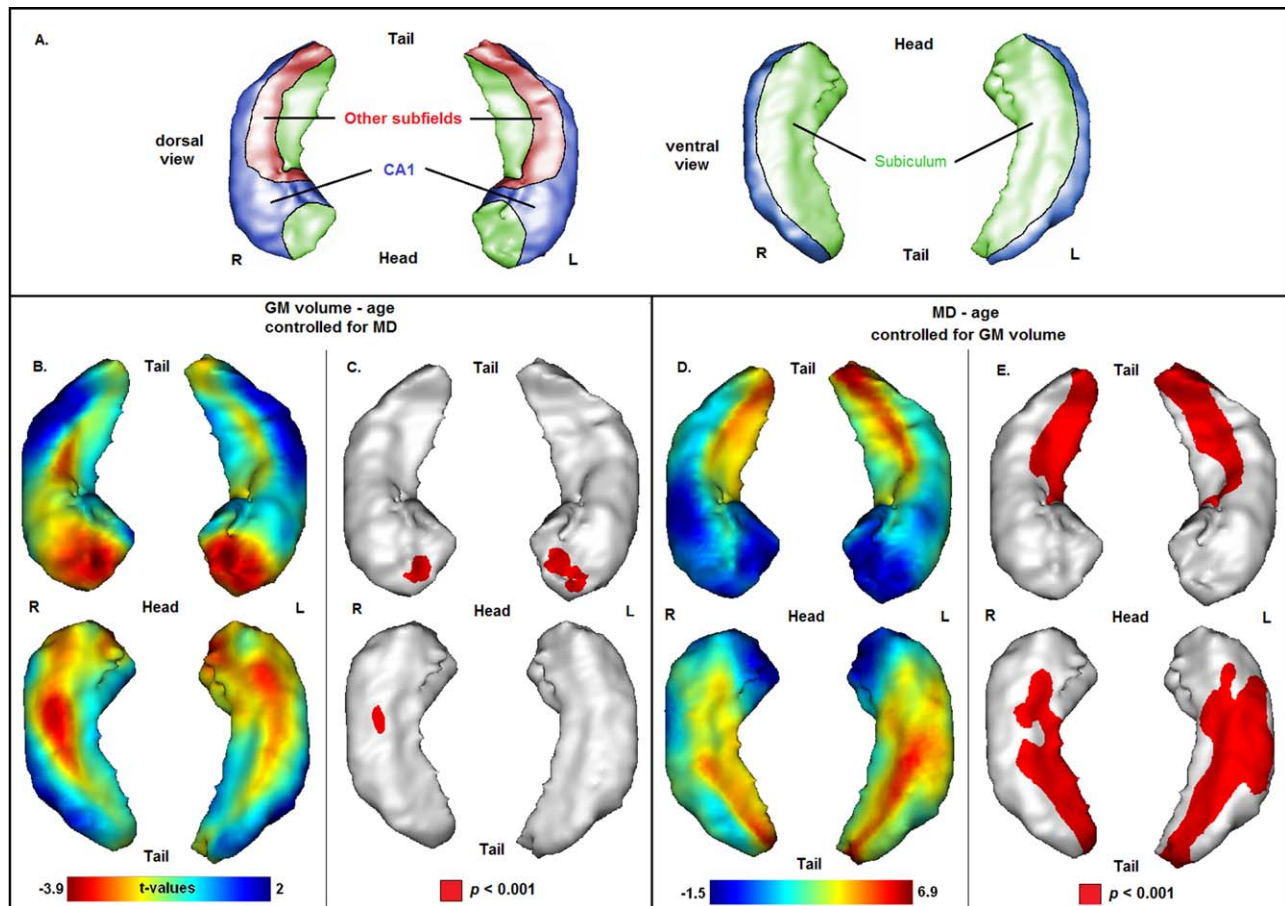 A.
Tail
Other subfields
dorsal
view
CA1
R
Head
L
Head
ventral
view
Subiculum
R
Tail
L
GM volume - age
controlled for MD
B.
Tail
C.
Tail
R
Head
L
R
Head
Tail
Tail
-3.9
t-values
2
p < 0.001
MD - age
controlled for GM volume
D.
Tail
E.
Tail
R
Head
L
R
Head
L
Tail
Tail
-1.5
6.9
p < 0.001